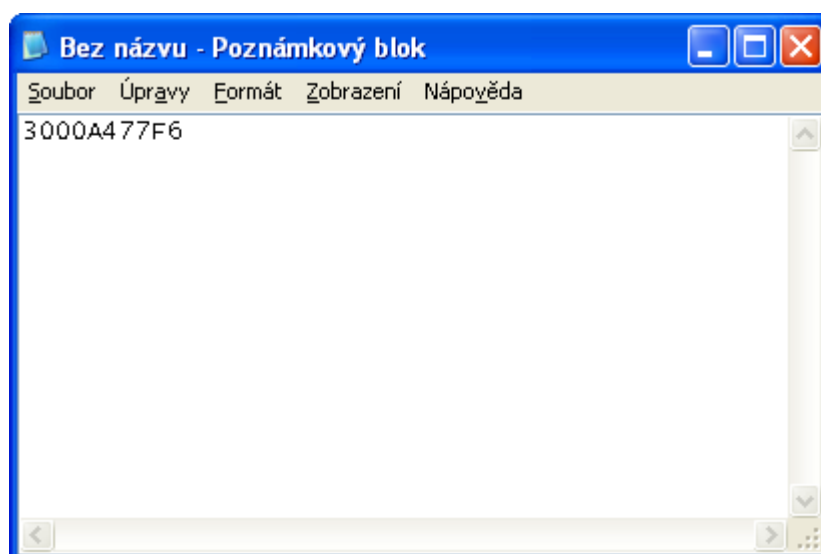 Bez názvu - Poznámkový blok
Soubor Úpravy Formát Zobrazení Nápověda
3000A477F6